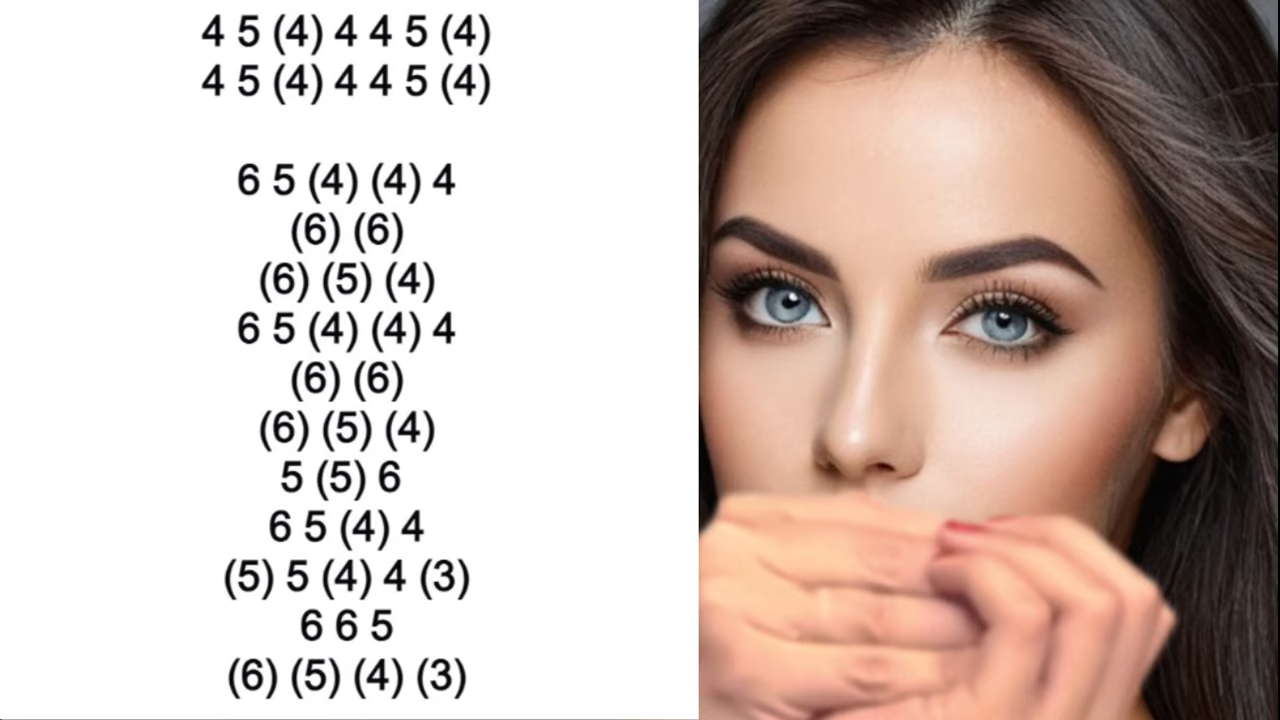 4 5 (4) 4 4 5 (4)
4 5 (4) 4 4 5 (4)
6 5 (4) (4) 4
(6) (6)
(6) (5) (4)
6 5 (4) (4) 4
(6) (6)
(6) (5) (4)
5 (5) 6
6 5 (4) 4
(5) 5 (4) 4 (3)
6 6 5
(6) (5) (4) (3)